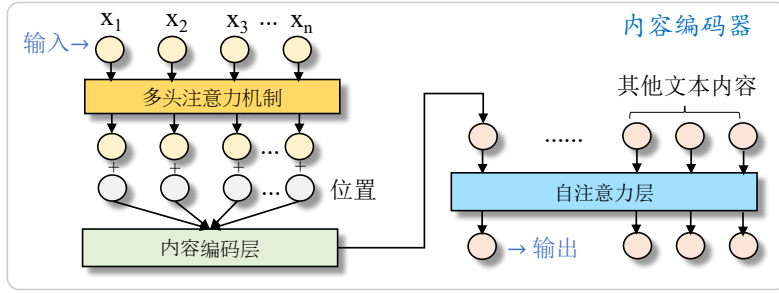 内容编码器
x1 x2 x3 ... xn
输入→
多头注意力机制
...
+ + + +
... 位置
内容编码层
其他文本内容
......
自注意力层
→输出